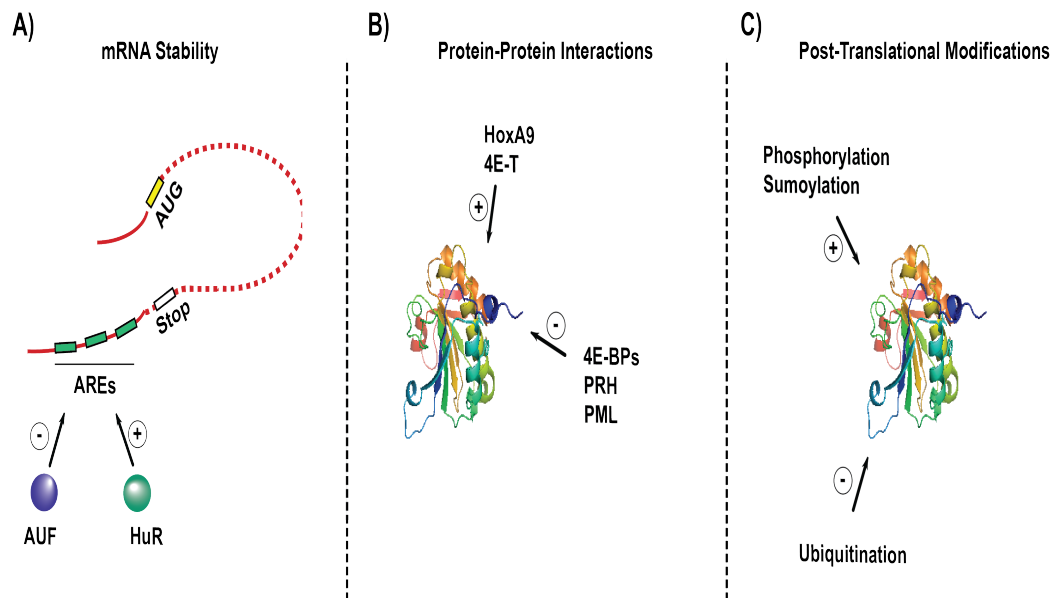 A)
mRNA Stability
AUG
Stop
AREs
-
+
AUF
HuR
B)
Protein-Protein Interactions
HoxA9
4E-T
+
-
4E-BPs
PRH
PML
C)
Post-Translational Modifications
Phosphorylation
Sumoylation
+
-
Ubiquitination